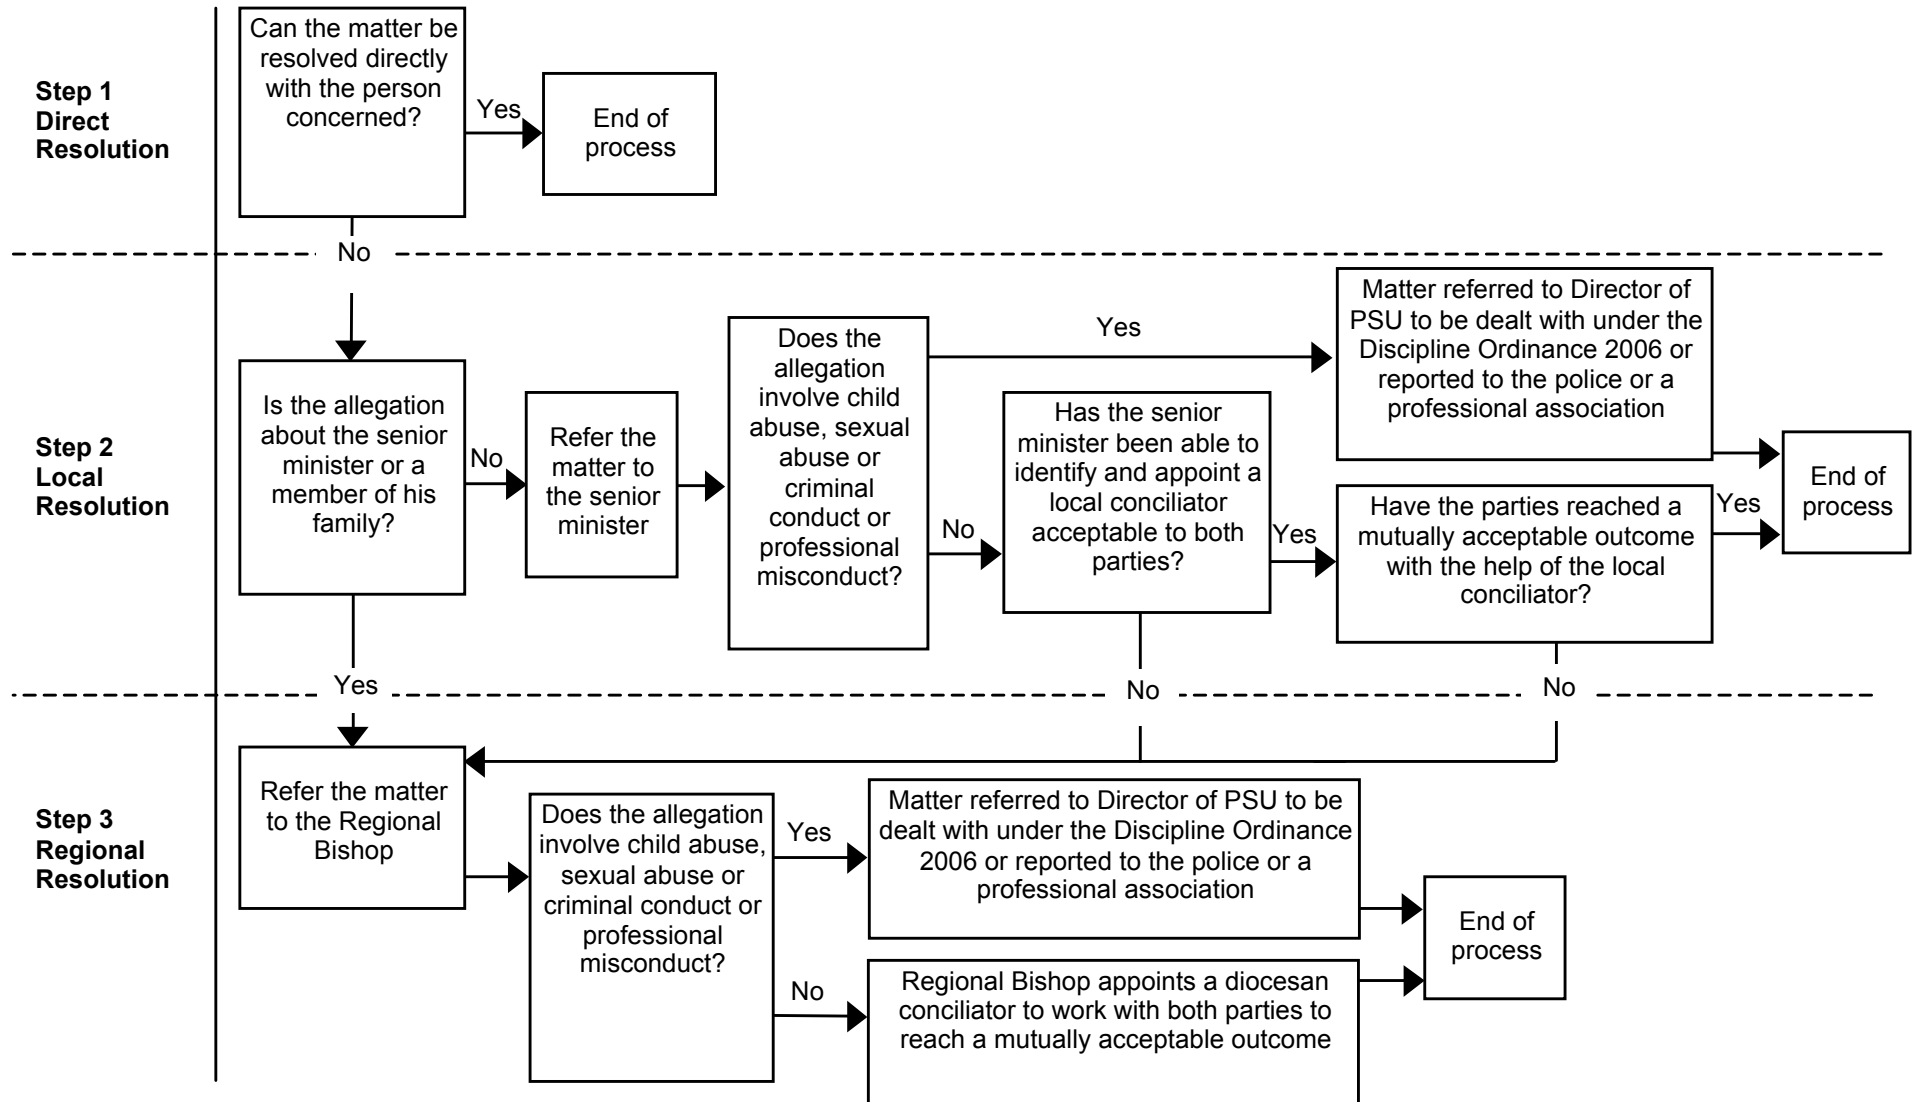 Step 1
Direct
Resolution
Can the matter be
resolved directly
with the person
concerned?
Yes
End of
process
No
Step 2
Local
Resolution
Is the allegation
about the senior
minister or a
member of his
family?
No
Refer the
matter to
the senior
minister
Does the
allegation
involve child
abuse, sexual
abuse or
criminal
conduct or
professional
misconduct?
Yes
Matter referred to Director of
PSU to be dealt with under the
Discipline Ordinance 2006 or
reported to the police or a
professional association
No
Has the senior
minister been able to
identify and appoint a
local conciliator
acceptable to both
parties?
Yes
Have the parties reached a
mutually acceptable outcome
with the help of the local
conciliator?
Yes
End of
process
Yes
No
No
Step 3
Regional
Resolution
Refer the matter
to the Regional
Bishop
Does the allegation
involve child abuse,
sexual abuse or
criminal conduct or
professional
misconduct?
Yes
Matter referred to Director of PSU to be
dealt with under the Discipline Ordinance
2006 or reported to the police or a
professional association
No
Regional Bishop appoints a diocesan
conciliator to work with both parties to
reach a mutually acceptable outcome
End of
process